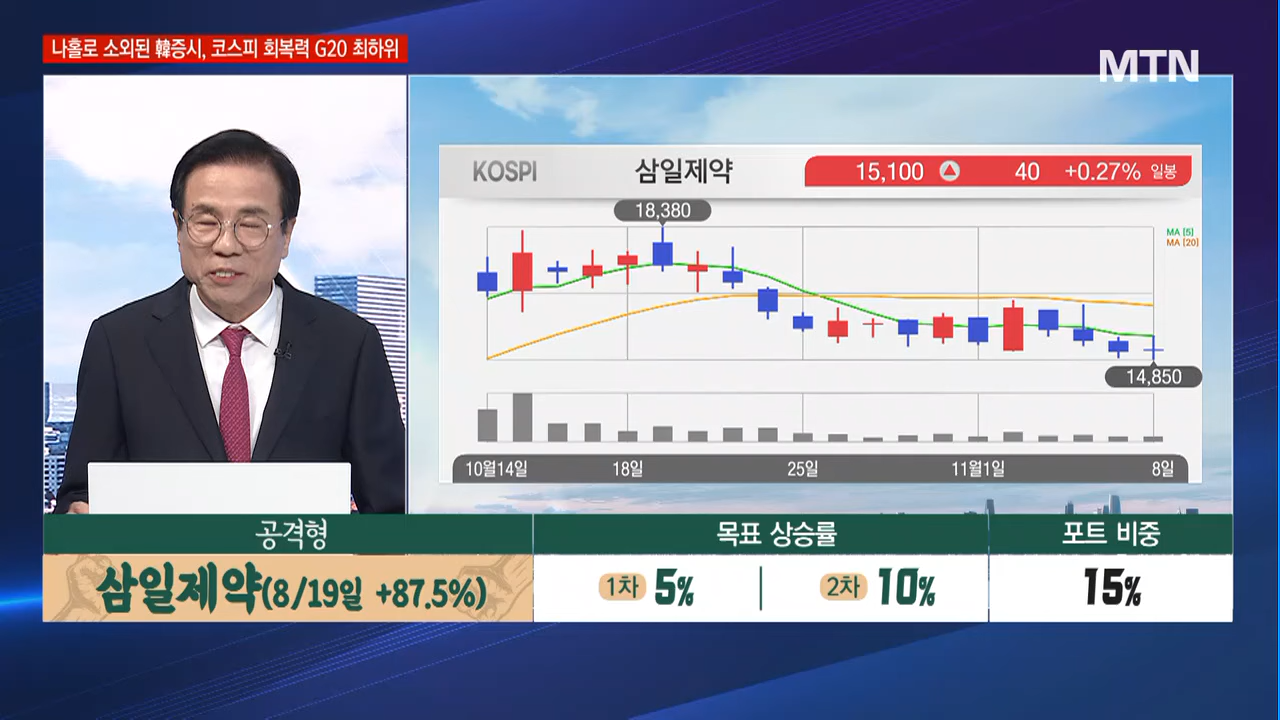 나홀로 소외된 韓증시, 코스피 회복력 G20 최하위
MTN
KOSPI 삼일제약 15,100 40 +0.27% 일봉
18,380
MA [5]
MA [20]
14,850
10월14일 18일 25일 11월1일 8일
공격형 목표 상승률 포트 비중
삼일제약(8/19일 +87.5%) 1차 5% 2차 10% 15%